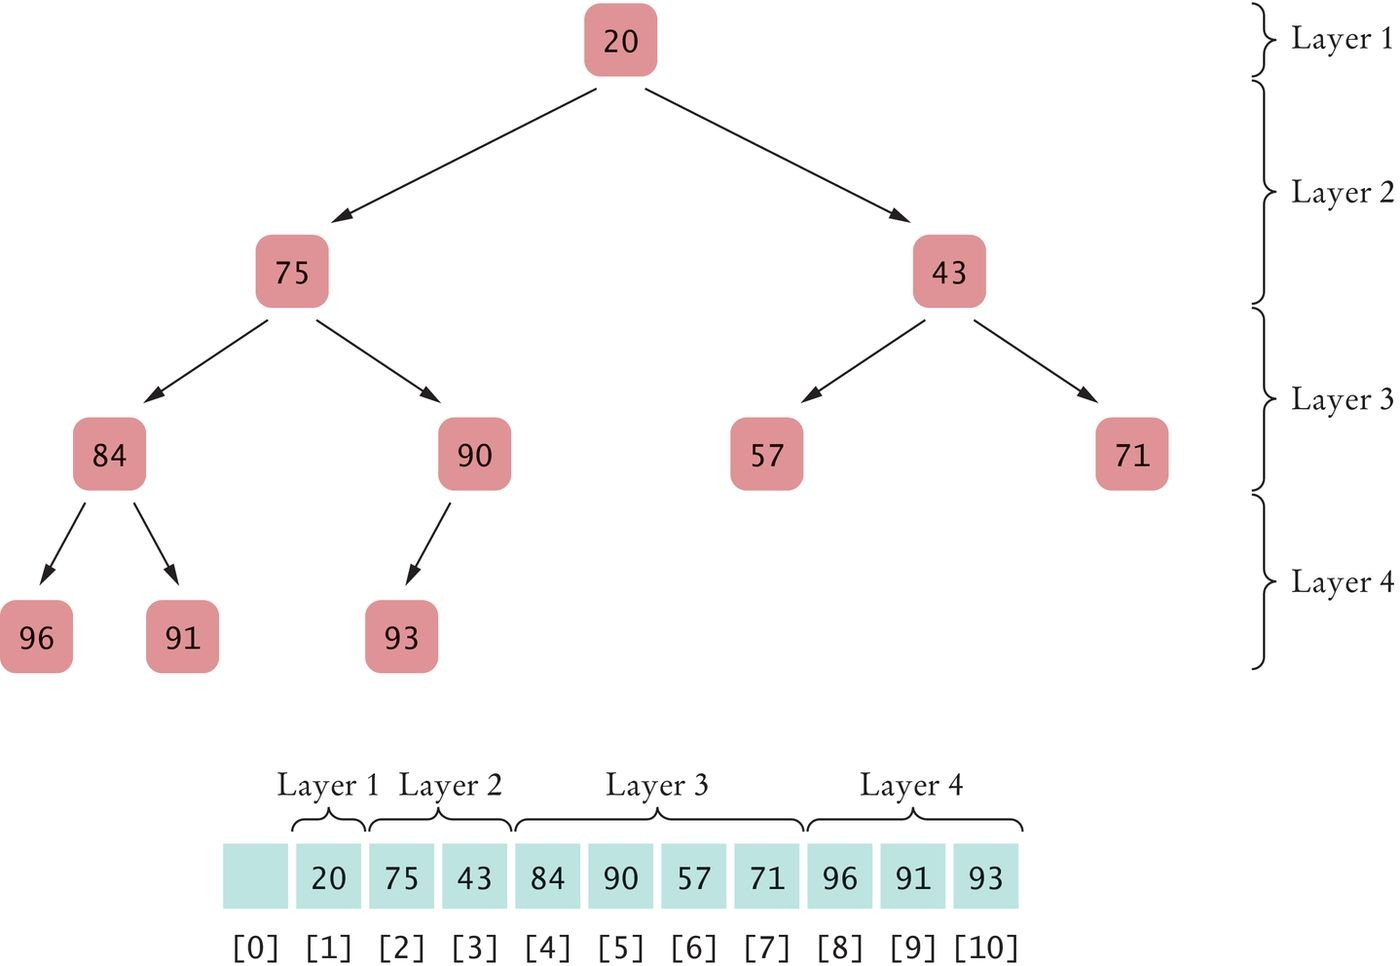 20
Layer 1
Layer 2
75
43
Layer 3
84
90
57
71
Layer 4
96
91
93
Layer 1 Layer 2 Layer 3 Layer 4
20 75 43 84 90 57 71 96 91 93
[0] [1] [2] [3] [4] [5] [6] [7] [8] [9] [10]